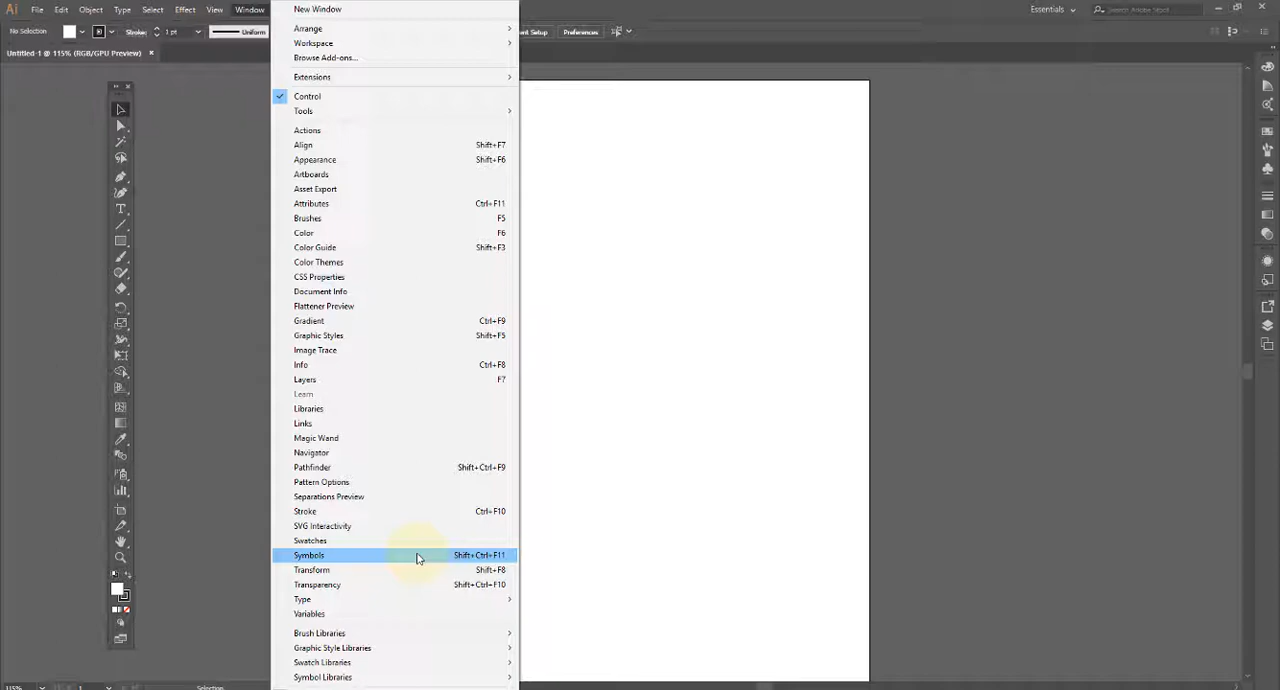 Ai File Edit Object Type Select Effect View Window Essentials Search Adobe Stock
No Selection Stroke: 1 pt Uniform Preferences
Untitled-1 @ 115% (RGB/GPU Preview) ×
New Window
Arrange
Workspace
Browse Add-ons...
Extensions
Control
Tools
Actions
Align Shift+F7
Appearance Shift+F6
Artboards
Asset Export
Attributes Ctrl+F11
Brushes F5
Color F6
Color Guide Shift+F3
Color Themes
CSS Properties
Document Info
Flattener Preview
Gradient Ctrl+F9
Graphic Styles Shift+F5
Image Trace
Info Ctrl+F8
Layers F7
Learn
Libraries
Links
Magic Wand
Navigator
Pathfinder Shift+Ctrl+F9
Pattern Options
Separations Preview
Stroke Ctrl+F10
SVG Interactivity
Swatches
Symbols Shift+Ctrl+F11
Transform Shift+F8
Transparency Shift+Ctrl+F10
Type
Variables
Brush Libraries
Graphic Style Libraries
Swatch Libraries
Symbol Libraries
115% 1 Selection